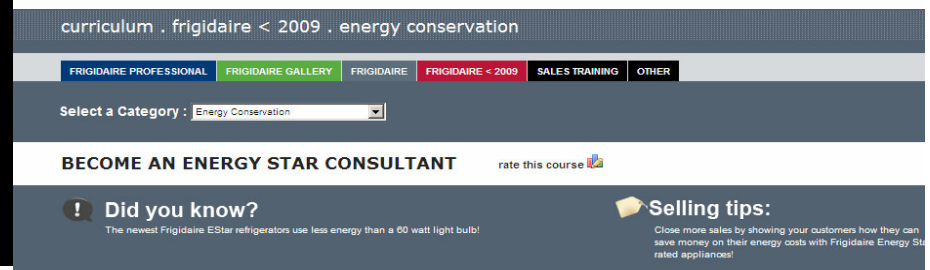 curriculum . frigidaire < 2009 . energy conservation
FRIGIDAIRE PROFESSIONAL FRIGIDAIRE GALLERY FRIGIDAIRE FRIGIDAIRE < 2009 SALES TRAINING OTHER
Select a Category : Energy Conservation
BECOME AN ENERGY STAR CONSULTANT rate this course
! Did you know?
The newest Frigidaire EStar refrigerators use less energy than a 60 watt light bulb!
Selling tips:
Close more sales by showing your customers how they can
save money on their energy costs with Frigidaire Energy Sta
rated appliances!